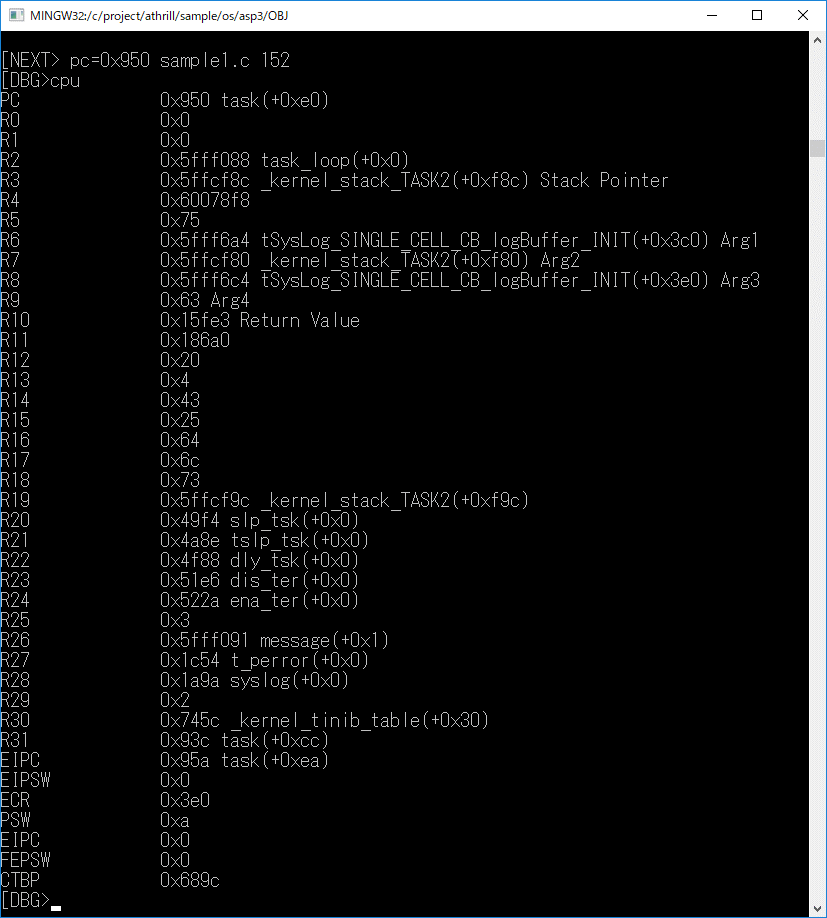 MINGW32:/c/project/athrill/sample/os/asp3/OBJ
[NEXT> pc=0x950 sample1.c 152
[DBG>cpu
PC 0x950 task(+0xe0)
R0 0x0
R1 0x0
R2 0x5fff088 task_loop(+0x0)
R3 0x5ffcf8c _kernel_stack_TASK2(+0xf8c) Stack Pointer
R4 0x60078f8
R5 0x75
R6 0x5fff6a4 tSysLog_SINGLE_CELL_CB_logBuffer_INIT(+0x3c0) Arg1
R7 0x5ffcf80 _kernel_stack_TASK2(+0xf80) Arg2
R8 0x5fff6c4 tSysLog_SINGLE_CELL_CB_logBuffer_INIT(+0x3e0) Arg3
R9 0x63 Arg4
R10 0x15fe3 Return Value
R11 0x186a0
R12 0x20
R13 0x4
R14 0x43
R15 0x25
R16 0x64
R17 0x6c
R18 0x73
R19 0x5ffcf9c _kernel_stack_TASK2(+0xf9c)
R20 0x49f4 slp_tsk(+0x0)
R21 0x4a8e tslp_tsk(+0x0)
R22 0x4f88 dly_tsk(+0x0)
R23 0x51e6 dis_ter(+0x0)
R24 0x522a ena_ter(+0x0)
R25 0x3
R26 0x5fff091 message(+0x1)
R27 0x1c54 t_perror(+0x0)
R28 0x1a9a syslog(+0x0)
R29 0x2
R30 0x745c _kernel_tinib_table(+0x30)
R31 0x93c task(+0xcc)
EIPC 0x95a task(+0xea)
EIPSW 0x0
ECR 0x3e0
PSW 0xa
EIPC 0x0
FEPSW 0x0
CTBP 0x689c
[DBG>